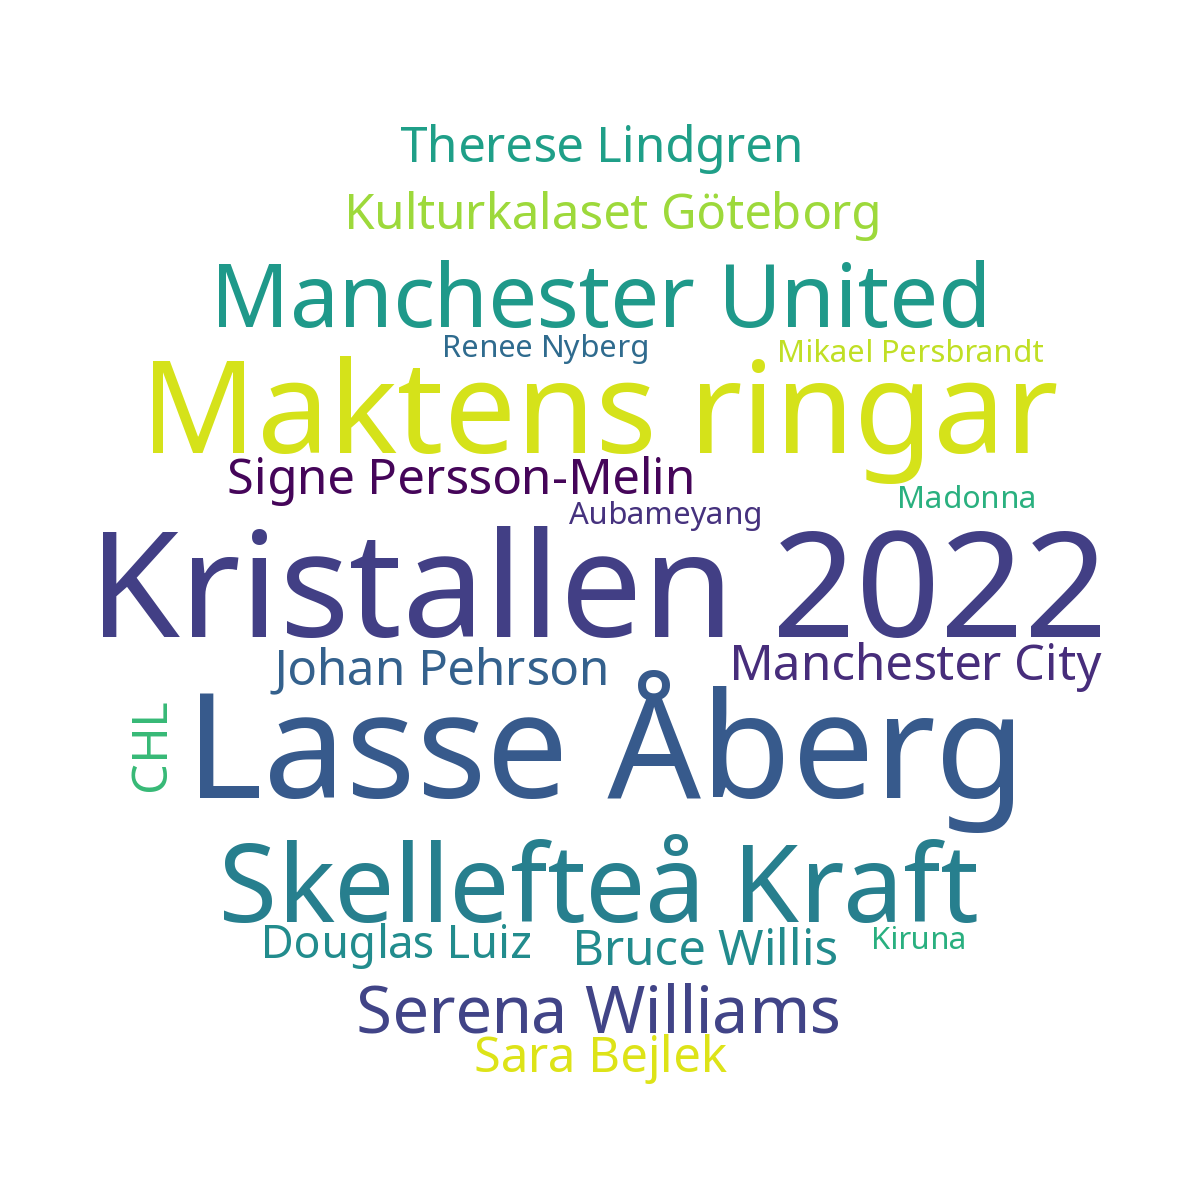 Therese Lindgren
Kulturkalaset Göteborg
Manchester United
Renee Nyberg
Mikael Persbrandt
Maktens ringar
Signe Persson-Melin
Madonna
Aubameyang
Kristallen 2022
Johan Pehrson
Manchester City
CHL
Lasse Åberg
Skellefteå Kraft
Douglas Luiz
Bruce Willis
Kiruna
Serena Williams
Sara Bejlek